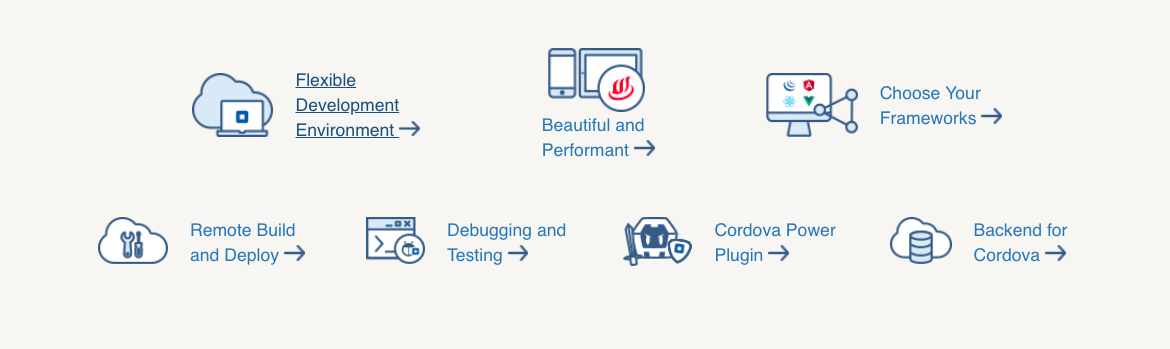 Flexible
Development
Environment
Beautiful and
Performant
Choose Your
Frameworks
Remote Build
and Deploy
Debugging and
Testing
Cordova Power
Plugin
Backend for
Cordova